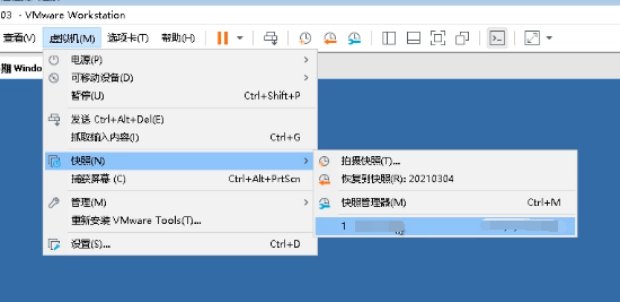 03 - VMware Workstation
查看(V) 虚拟机(M) 选项卡(T) 帮助(H)
期 Windo
电源(P)
可移动设备(D)
暂停(U) Ctrl+Shift+P
发送 Ctrl+Alt+Del(E)
抓取输入内容(I) Ctrl+G
快照(N)
捕获屏幕 (C) Ctrl+Alt+PrtScn
管理(M)
重新安装 VMware Tools(T)...
设置(S)... Ctrl+D
拍摄快照(T)...
恢复到快照(R): 20210304
快照管理器(M) Ctrl+M
1